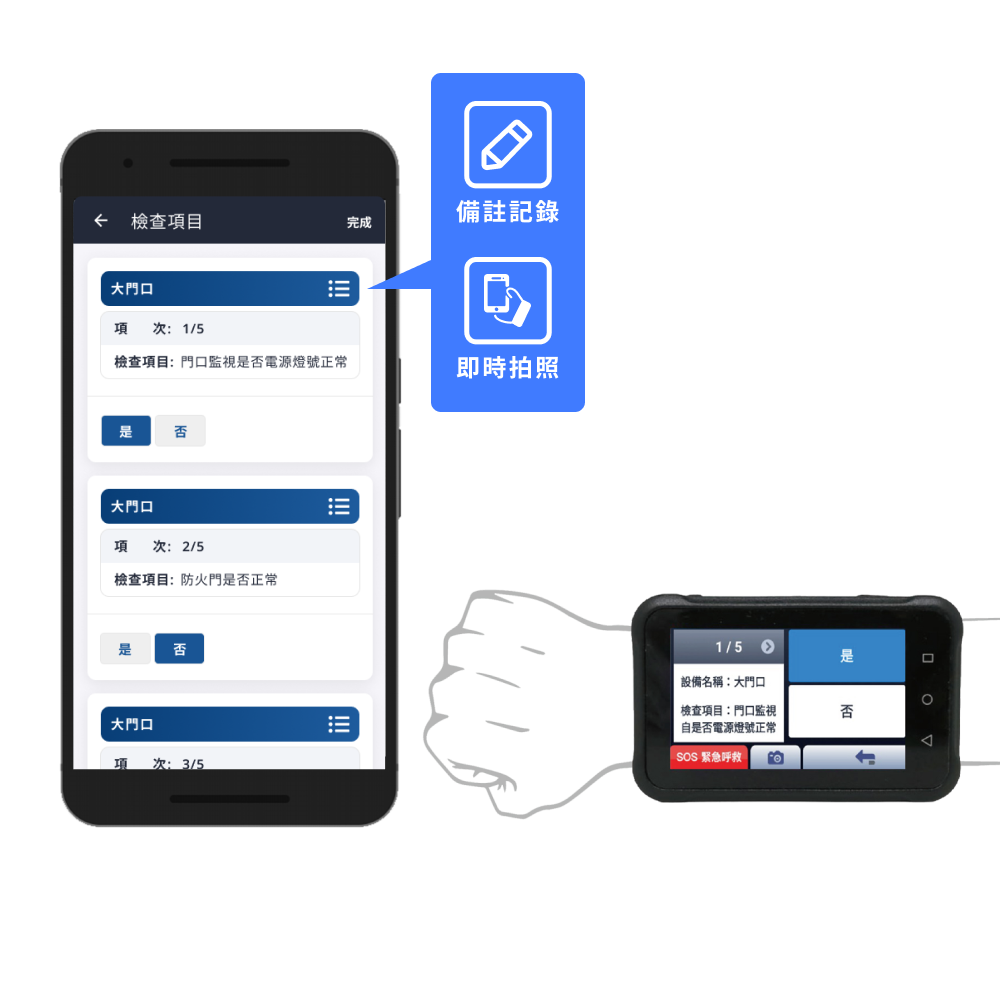 檢查項目
完成
大門口
項 次: 1/5
檢查項目: 門口監視是否電源燈號正常
是 否
大門口
項 次: 2/5
檢查項目: 防火門是否正常
是 否
大門口
項 次: 3/5
備註記錄
即時拍照
1 / 5
設備名稱：大門口
檢查項目：門口監視
自是否電源燈號正常
是
否
SOS 緊急呼救